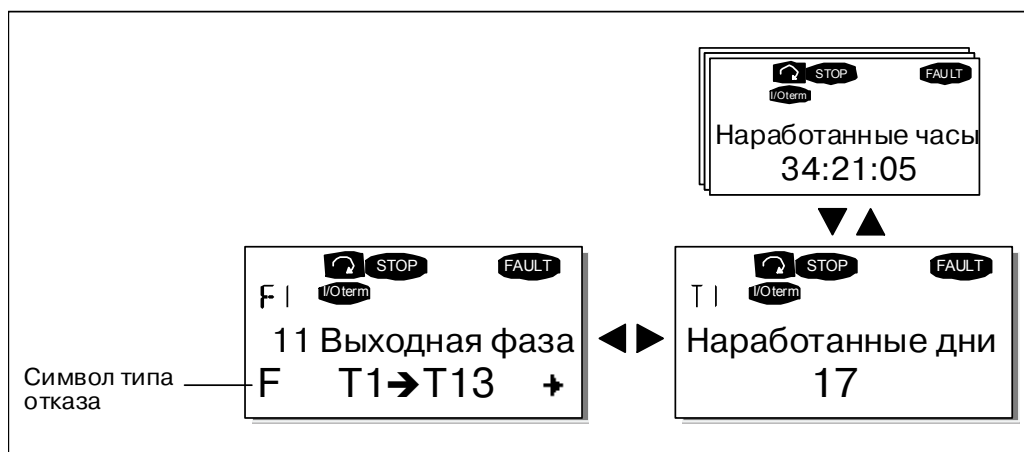 STOP FAULT
I/Oterm
Наработанные часы
34:21:05
STOP FAULT
F1 I/Oterm
11 Выходная фаза
F T1➔T13
Символ типа
отказа
STOP FAULT
T1 I/Oterm
Наработанные дни
17